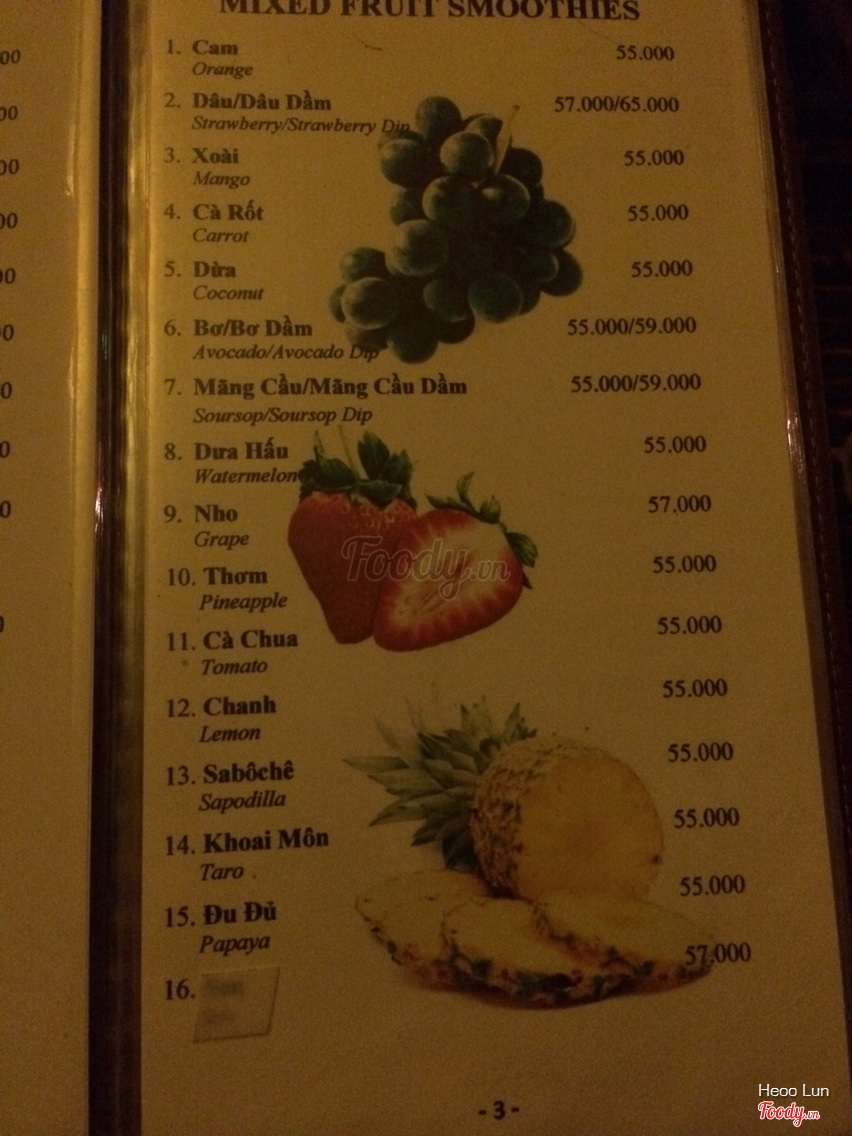 MIXED FRUIT SMOOTHIES
1. Cam 55.000
Orange
2. Dâu/Dâu Dầm 57.000/65.000
Strawberry/Strawberry Dip
3. Xoài 55.000
Mango
4. Cà Rốt 55.000
Carrot
5. Dừa 55.000
Coconut
6. Bơ/Bơ Dầm 55.000/59.000
Avocado/Avocado Dip
7. Mãng Cầu/Mãng Cầu Dầm 55.000/59.000
Soursop/Soursop Dip
8. Dưa Hấu 55.000
Watermelon
9. Nho 57.000
Grape
10. Thơm 55.000
Pineapple
11. Cà Chua 55.000
Tomato
12. Chanh 55.000
Lemon
13. Sabôchê 55.000
Sapodilla
14. Khoai Môn 55.000
Taro
15. Đu Đủ 55.000
Papaya
16. 57.000
- 3 -
Foody.vn
Heoo Lun
Foody.vn